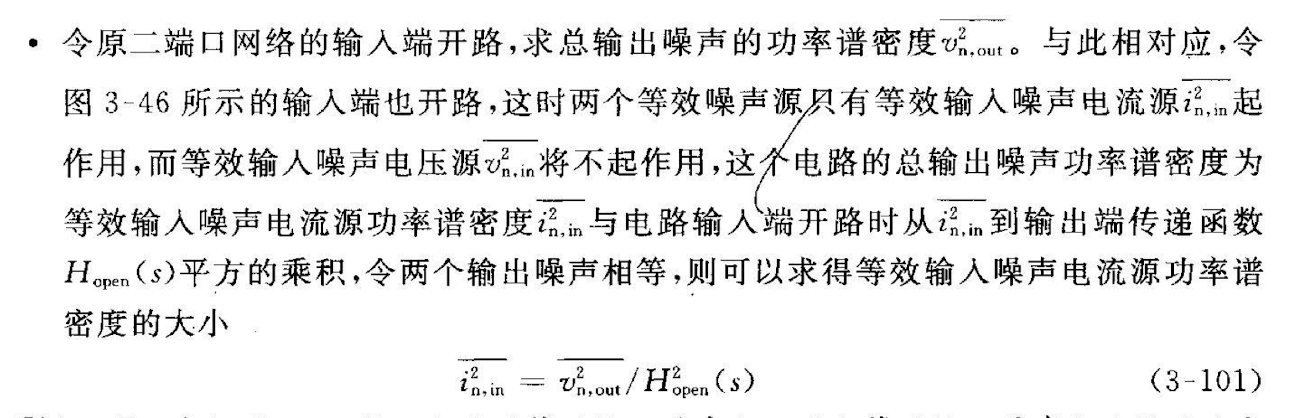 • 令原二端口网络的输入端开路,求总输出噪声的功率谱密度$\overline{v_{n,out}^2}$。与此相对应,令
图 3-46 所示的输入端也开路,这时两个等效噪声源只有等效输入噪声电流源$\overline{i_{n,in}^2}$起
作用,而等效输入噪声电压源$\overline{v_{n,in}^2}$将不起作用,这个电路的总输出噪声功率谱密度为
等效输入噪声电流源功率谱密度$\overline{i_{n,in}^2}$与电路输入端开路时从$\overline{i_{n,in}^2}$到输出端传递函数
$H_{open}(s)$平方的乘积,令两个输出噪声相等,则可以求得等效输入噪声电流源功率谱
密度的大小
$\overline{i_{n,in}^2} = \overline{v_{n,out}^2} / H_{open}^2(s)$ (3-101)